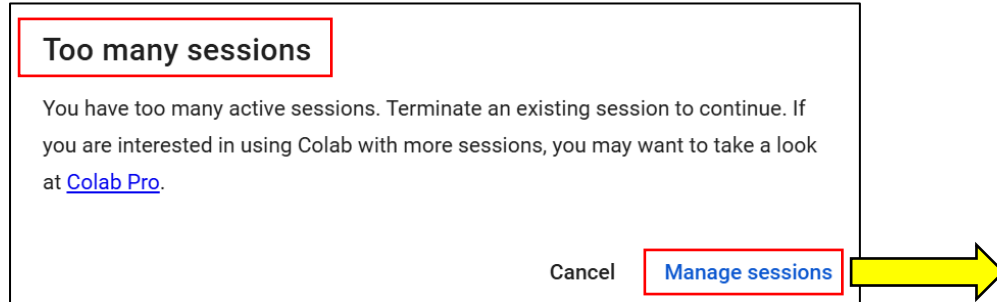 Too many sessions
You have too many active sessions. Terminate an existing session to continue. If
you are interested in using Colab with more sessions, you may want to take a look
at Colab Pro.
Cancel Manage sessions